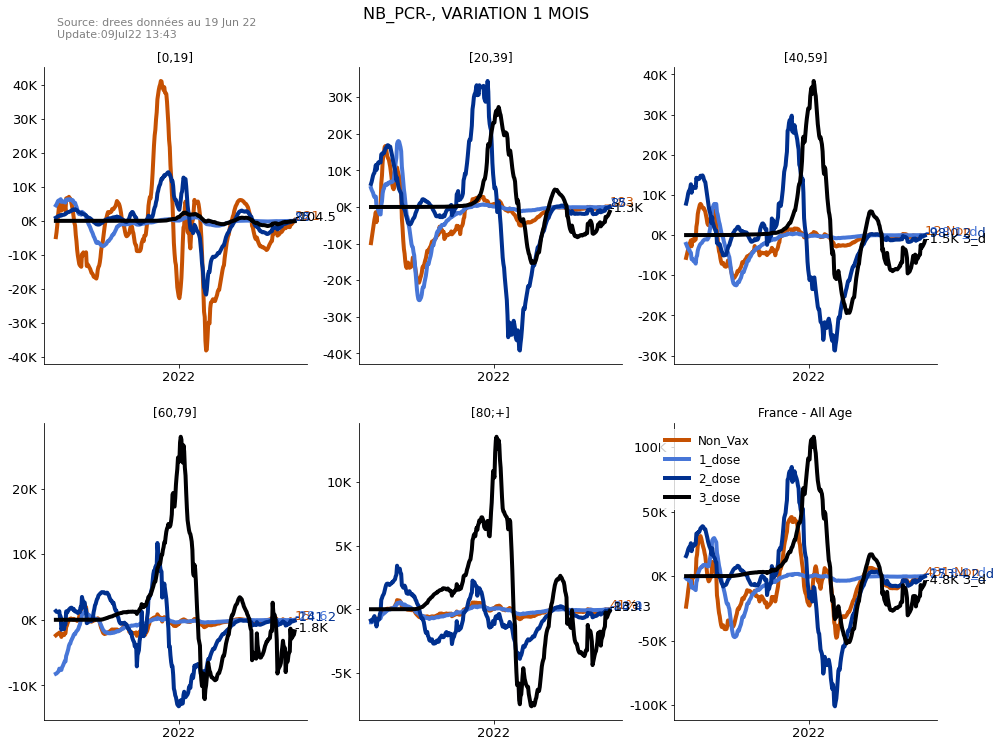 NB_PCR-, VARIATION 1 MOIS
Source: drees données au 19 Jun 22
Update:09Jul22 13:43
[0,19]
[20,39]
[40,59]
40K
30K
20K
10K
0K
-10K
-20K
-30K
-40K
2022
30K
20K
10K
0K
-10K
-20K
-30K
-40K
-1.3K
2022
40K
30K
20K
10K
0K
-10K
-20K
-30K
-1.5K 3_d
2022
[60,79]
[80;+]
France - All Age
20K
10K
0K
-10K
-1.8K
2022
10K
5K
0K
-5K
2022
100K
50K
0K
-50K
-100K
-4.8K 3_d
2022
Non_Vax
1_dose
2_dose
3_dose